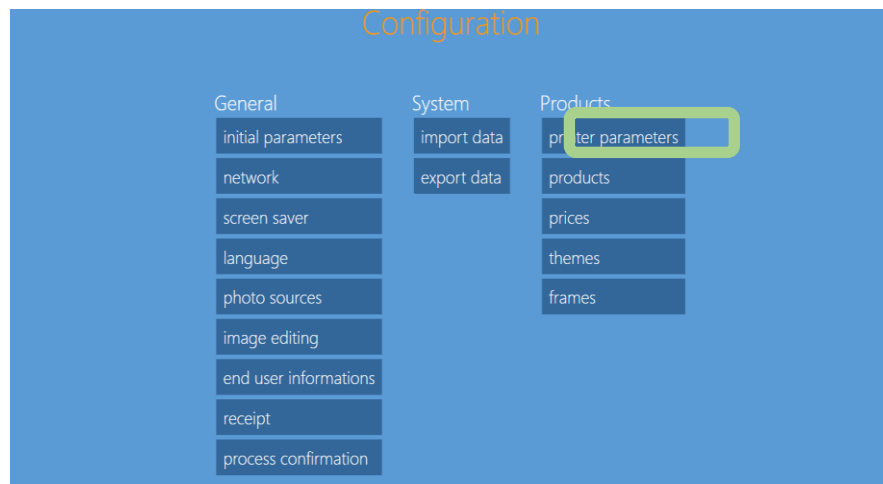 Configuration
General
initial parameters
network
screen saver
language
photo sources
image editing
end user informations
receipt
process confirmation
System
import data
export data
Products
printer parameters
products
prices
themes
frames